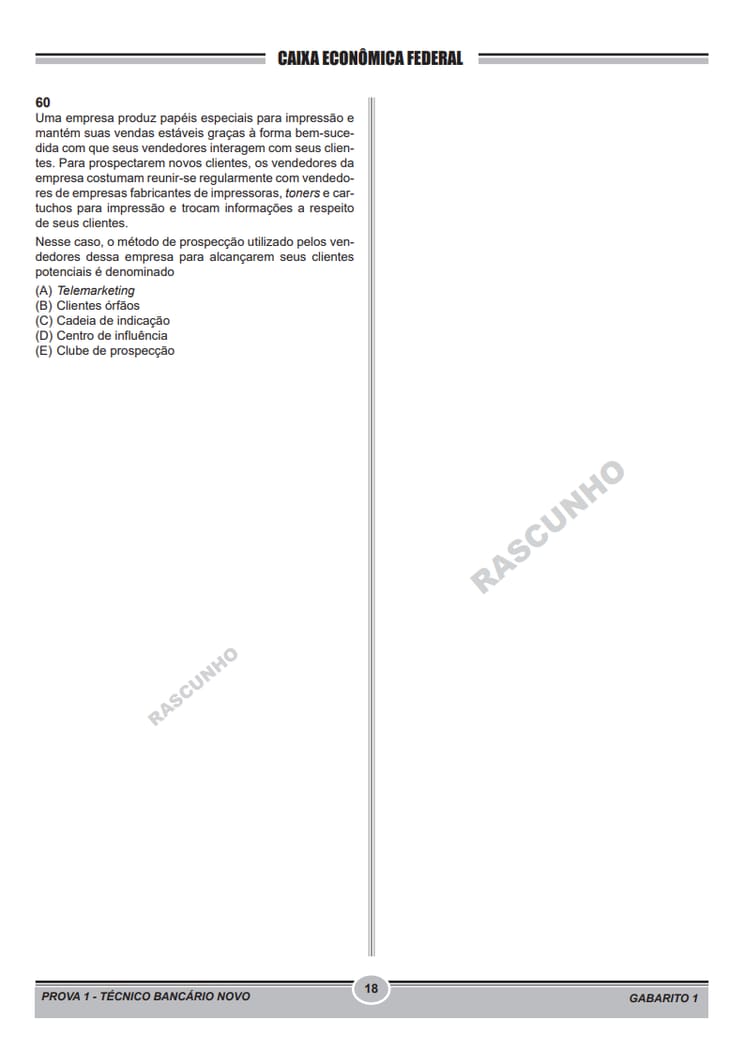 CAIXA ECONÔMICA FEDERAL
60
Uma empresa produz papéis especiais para impressão e
mantém suas vendas estáveis graças à forma bem-suce-
dida com que seus vendedores interagem com seus clien-
tes. Para prospectarem novos clientes, os vendedores da
empresa costumam reunir-se regularmente com vendedo-
res de empresas fabricantes de impressoras, toners e car-
tuchos para impressão e trocam informações a respeito
de seus clientes.
Nesse caso, o método de prospecção utilizado pelos ven-
dedores dessa empresa para alcançarem seus clientes
potenciais é denominado
(A) Telemarketing
(B) Clientes órfãos
(C) Cadeia de indicação
(D) Centro de influência
(E) Clube de prospecção
RASCUNHO
RASCUNHO
PROVA 1 - TÉCNICO BANCÁRIO NOVO
18
GABARITO 1